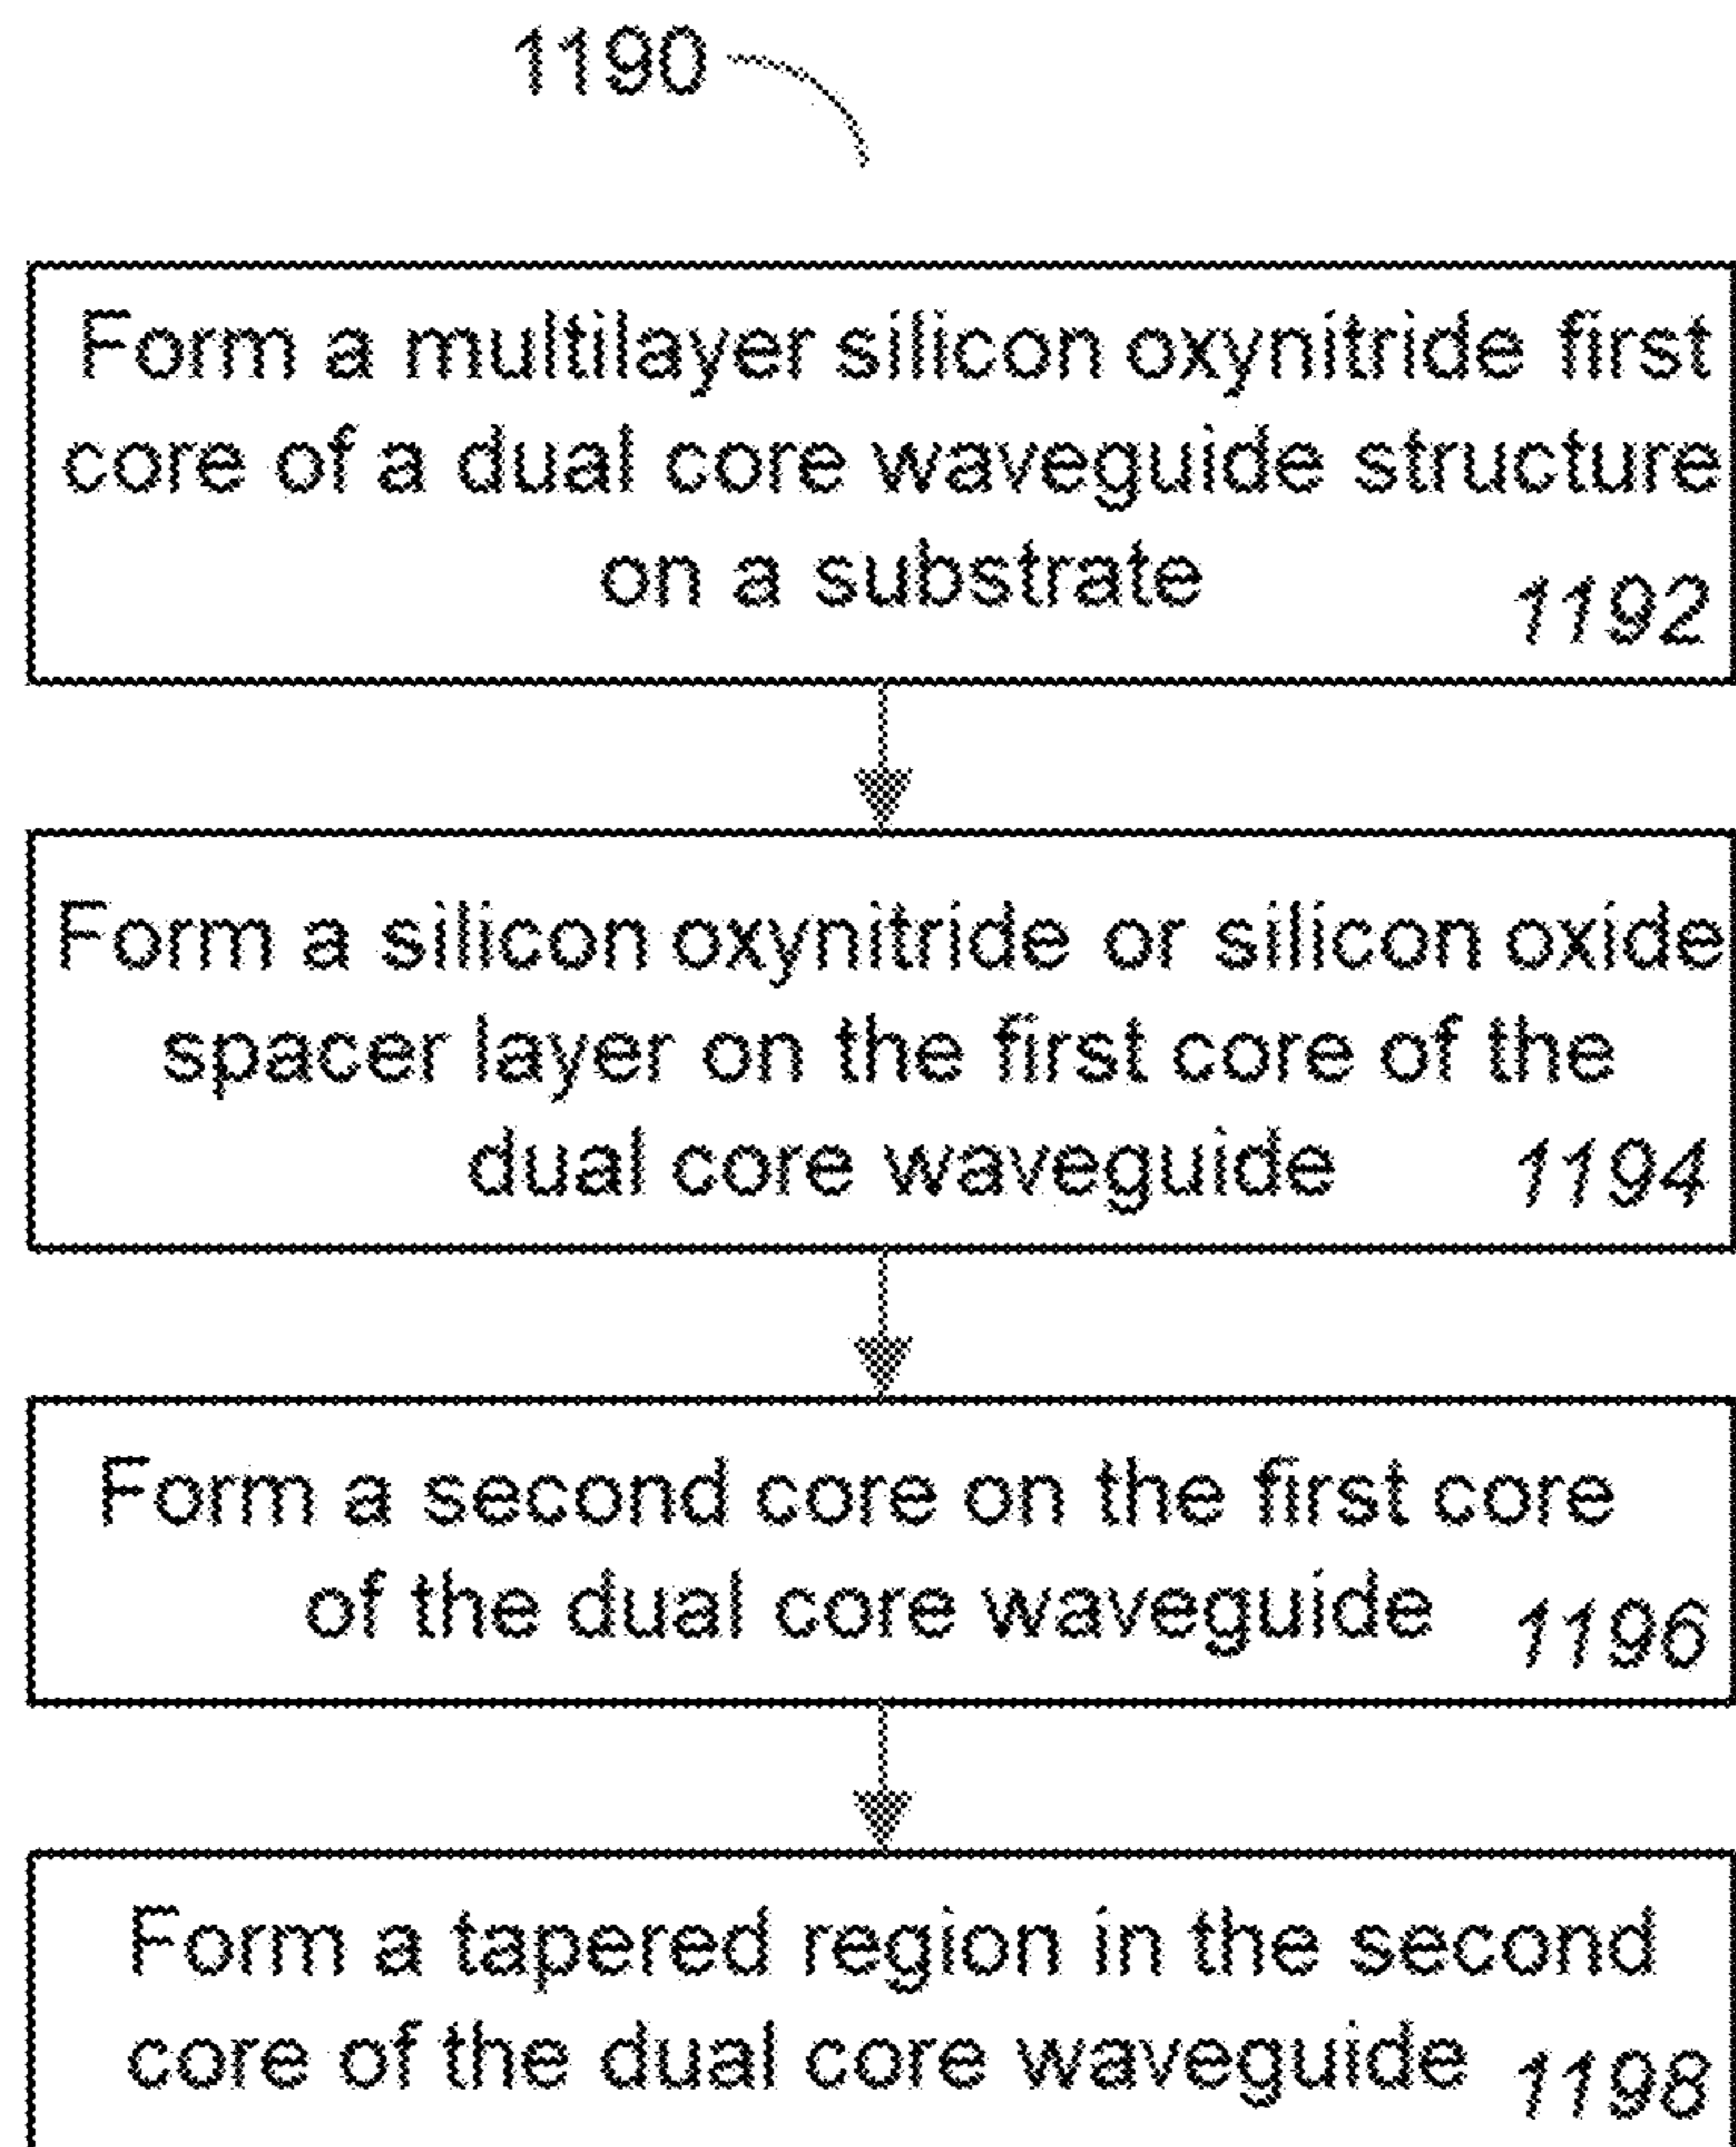 1190
Form a multilayer silicon oxynitride first
core of a dual core waveguide structure
on a substrate 1192
Form a silicon oxynitride or silicon oxide
spacer layer on the first core of the
dual core waveguide 1194
Form a second core on the first core
of the dual core waveguide 1196
Form a tapered region in the second
core of the dual core waveguide 1198